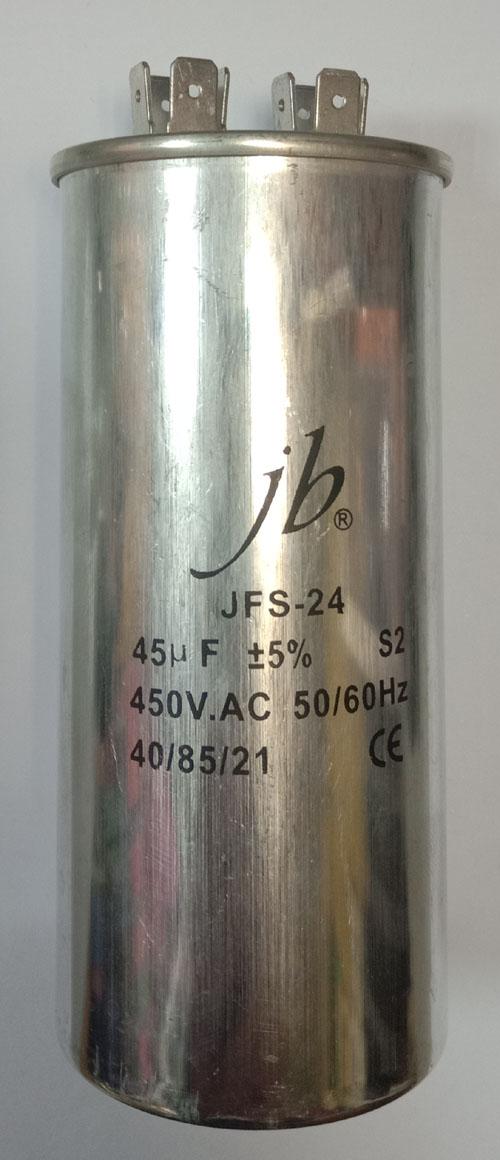 jb®
JFS-24
45μF ±5% S2
450V.AC 50/60Hz
40/85/21 CE